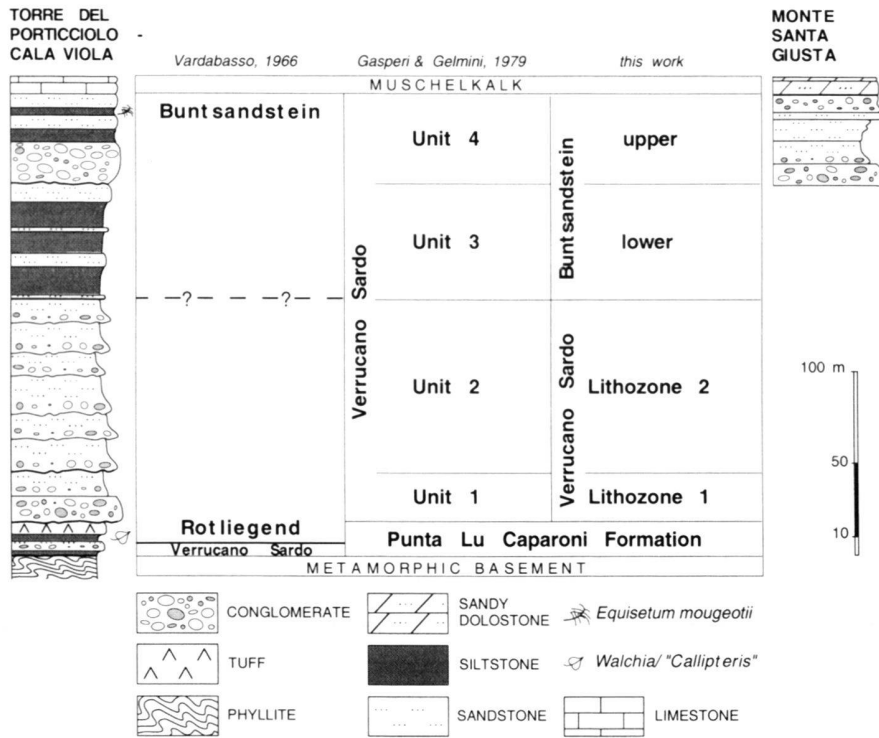 TORRE DEL
PORTICCIOLO -
CALA VIOLA
MONTE
SANTA
GIUSTA
Vardabasso, 1966
Gasperi & Gelmini, 1979
this work
MUSCHELKALK
Buntsandstein
Unit 4
upper
Buntsandstein
Unit 3
lower
Verrucano Sardo
—?— —?—
Unit 2
Verrucano Sardo
Lithozone 2
Unit 1
Lithozone 1
Rotliegend
Verrucano Sardo
Punta Lu Caparoni Formation
METAMORPHIC BASEMENT
100 m
50
10
CONGLOMERATE
SANDY
DOLOSTONE
Equisetum mougeotii
TUFF
SILTSTONE
Walchia/ "Callipteris"
PHYLLITE
SANDSTONE
LIMESTONE